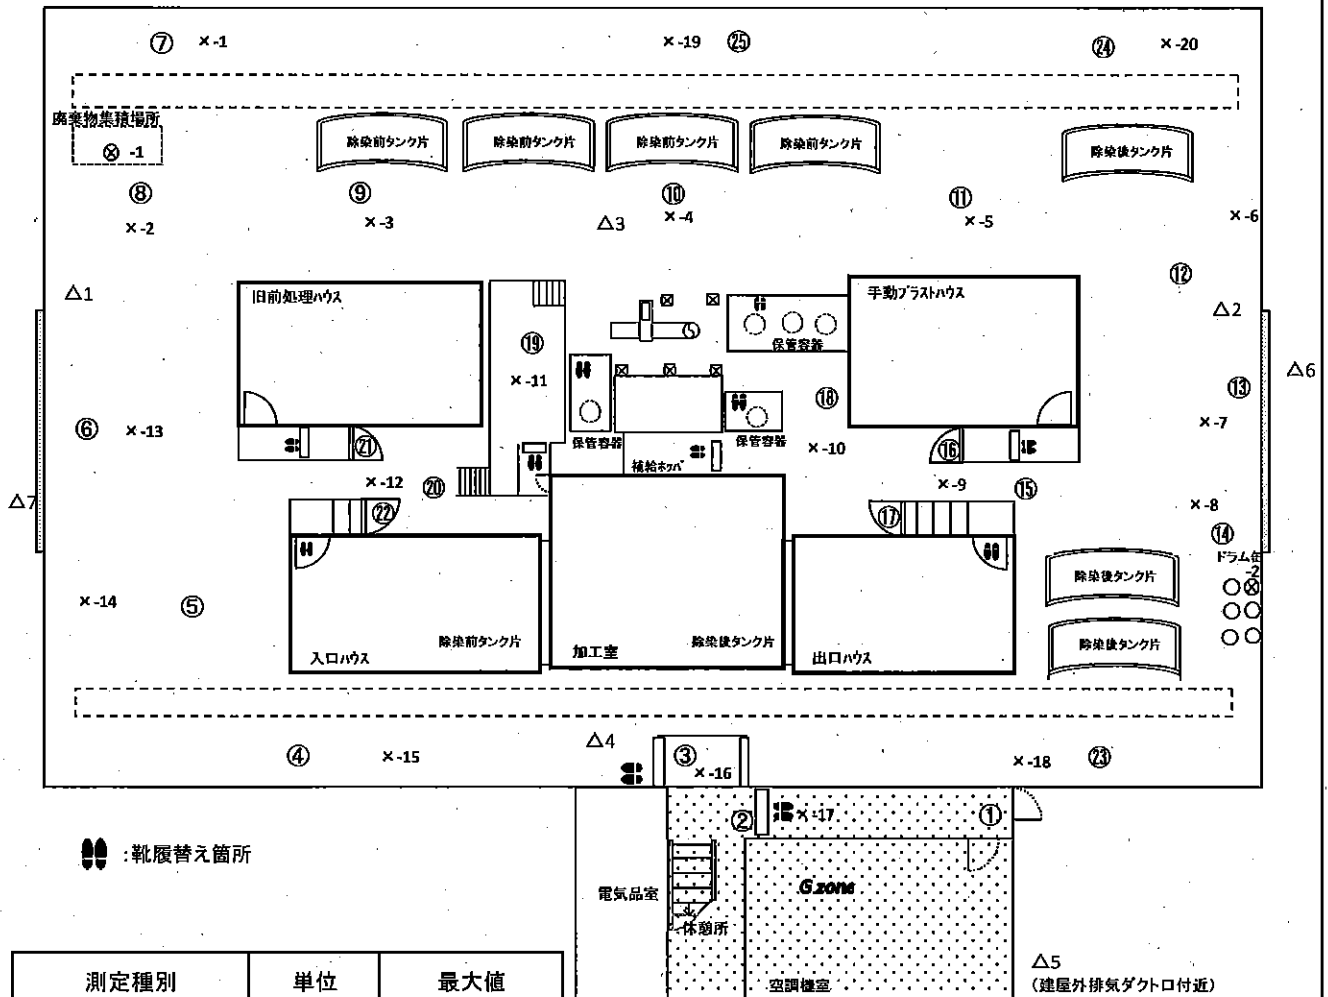 ⑦ ×-1 ×-19 ㉕ ㉔ ×-20
廃棄物集積場所
⊗ -1
除染前タンク片 除染前タンク片 除染前タンク片 除染前タンク片 除染後タンク片
⑧ ⑨ ⑩ ⑪
×-2 ×-3 △3 ×-4 ×-5 ×-6
⑫
△1 旧前処理ハウス 手動ブラストハウス △2
保管容器
⑲ △6
×-11 ⑱ ⑬
⑥ ×-13 ×-7
㉑ 保管容器 保管容器 ×-10 ⑯
補給ホッパ
△7 ×-12 ⑳ ×-9 ⑮ ×-8
㉒ ⑰ ⑭
ドラム缶
-2
除染後タンク片
×-14 ⑤
除染前タンク片 除染後タンク片 除染後タンク片
入口ハウス 加工室 出口ハウス
④ ×-15 △4 ③ ×-16 ×-18 ㉓
② ×-17 ①
:靴履替え箇所
電気品室 G zone
休憩所
空調機室
△5
(建屋外排気ダクト口付近)
測定種別 単位 最大値